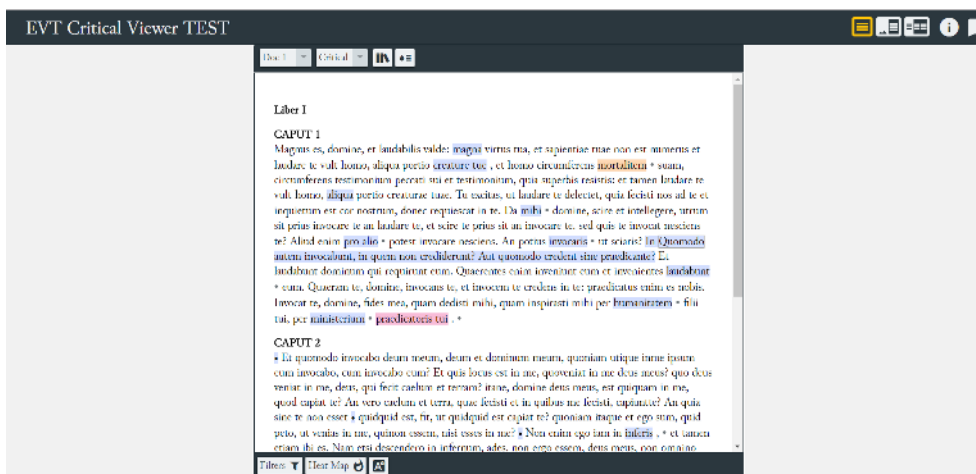 EVT Critical Viewer TEST
Doc 1 Critical
Liber I
CAPUT 1
Magnus es, domine, et laudabilis valde: magna virtus tua, et sapientiae tuae non est numerus et
laudare te vult homo, aliqua portio creature tue , et homo circumferens mortalitem * suam,
circumferens testimonium peccati sui et testimonium, quia superbis resistis: et tamen laudare te
vult homo, aliqua portio creaturae tuae. Tu excitas, ut laudare te delectet, quia fecisti nos ad te et
inquietum est cor nostrum, donec requiescat in te. Da mihi * domine, scire et intellegere, utrum
sit prius invocare te an laudare te, et scire te prius sit an invocare te. sed quis te invocat nesciens
te? Aliud enim pro alio * potest invocare nesciens. An potius invocaris * ut sciaris? In Quomodo
autem invocabunt, in quem non crediderunt? Aut quomodo credent sine praedicante? Et
laudabunt dominum qui requirunt eum. Quaerentes enim inveniunt eum et invenientes laudabunt
* eum. Quaeram te, domine, invocans te, et invocem te credens in te: praedicatus enim es nobis.
Invocat te, domine, fides mea, quam dedisti mihi, quam inspirasti mihi per humanitatem * filii
tui, per ministerium * praedicatoris tui . *
CAPUT 2
* Et quomodo invocabo deum meum, deum et dominum meum, quoniam utique inme ipsum
eum invocabo, cum invocabo eum? Et quis locus est in me, quoveniat in me deus meus? quo deus
veniat in me, deus, qui fecit caelum et terram? itane, domine deus meus, est quiquam in me,
quod capiat te? An vero caelum et terra, quae fecisti et in quibus me fecisti, capiuntte? An quia
sine te non esset * quidquid est, fit, ut quidquid est capiat te? quoniam itaque et ego sum, quid
peto, ut venias in me, quinon essem, nisi esses in me? * Non enim ego iam in inferis , * et tamen
etiam ibi es. Nam etsi descendero in infernum, ades. non ergo essem, deus meus, non omnino
Filters Heat Map